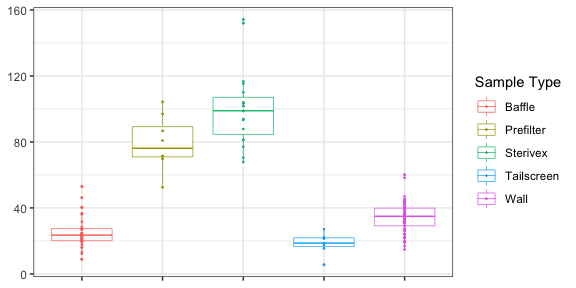 160
120
80
40
0
Sample Type
Baffle
Prefilter
Sterivex
Tailscreen
Wall